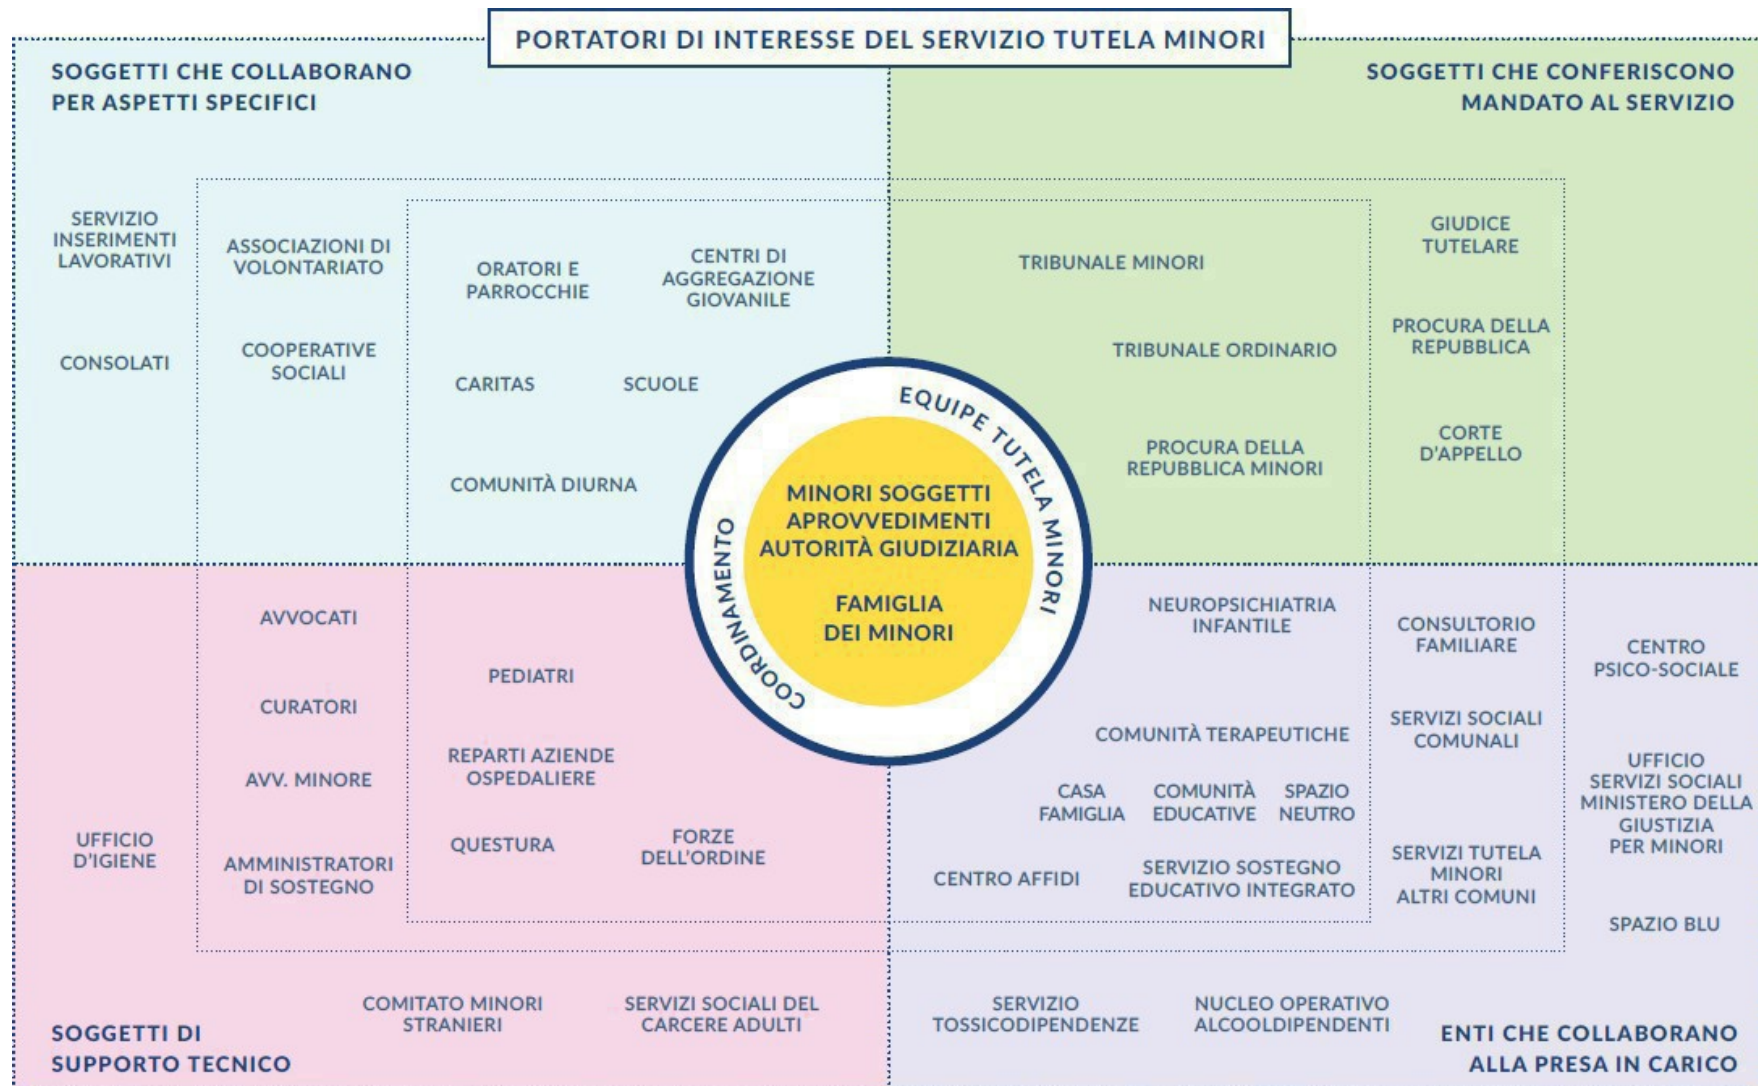 PORTATORI DI INTERESSE DEL SERVIZIO TUTELA MINORI
SOGGETTI CHE COLLABORANO
PER ASPETTI SPECIFICI
SERVIZIO
INSERIMENTI
LAVORATIVI
CONSOLATI
ASSOCIAZIONI DI
VOLONTARIATO
COOPERATIVE
SOCIALI
ORATORI E
PARROCCHIE
CENTRI DI
AGGREGAZIONE
GIOVANILE
CARITAS
SCUOLE
COMUNITÀ DIURNA
SOGGETTI CHE CONFERISCONO
MANDATO AL SERVIZIO
TRIBUNALE MINORI
TRIBUNALE ORDINARIO
PROCURA DELLA
REPUBBLICA MINORI
GIUDICE
TUTELARE
PROCURA DELLA
REPUBBLICA
CORTE
D'APPELLO
EQUIPE TUTELA MINORI
COORDINAMENTO
MINORI SOGGETTI
APROVVEDIMENTI
AUTORITÀ GIUDIZIARIA
FAMIGLIA
DEI MINORI
UFFICIO
D'IGIENE
AVVOCATI
CURATORI
AVV. MINORE
AMMINISTRATORI
DI SOSTEGNO
PEDIATRI
REPARTI AZIENDE
OSPEDALIERE
QUESTURA
FORZE
DELL'ORDINE
COMITATO MINORI
STRANIERI
SERVIZI SOCIALI DEL
CARCERE ADULTI
SOGGETTI DI
SUPPORTO TECNICO
NEUROPSICHIATRIA
INFANTILE
COMUNITÀ TERAPEUTICHE
CASA
FAMIGLIA
COMUNITÀ
EDUCATIVE
SPAZIO
NEUTRO
CENTRO AFFIDI
SERVIZIO SOSTEGNO
EDUCATIVO INTEGRATO
CONSULTORIO
FAMILIARE
SERVIZI SOCIALI
COMUNALI
SERVIZI TUTELA
MINORI
ALTRI COMUNI
CENTRO
PSICO-SOCIALE
UFFICIO
SERVIZI SOCIALI
MINISTERO DELLA
GIUSTIZIA
PER MINORI
SPAZIO BLU
SERVIZIO
TOSSICODIPENDENZE
NUCLEO OPERATIVO
ALCOOLDIPENDENTI
ENTI CHE COLLABORANO
ALLA PRESA IN CARICO